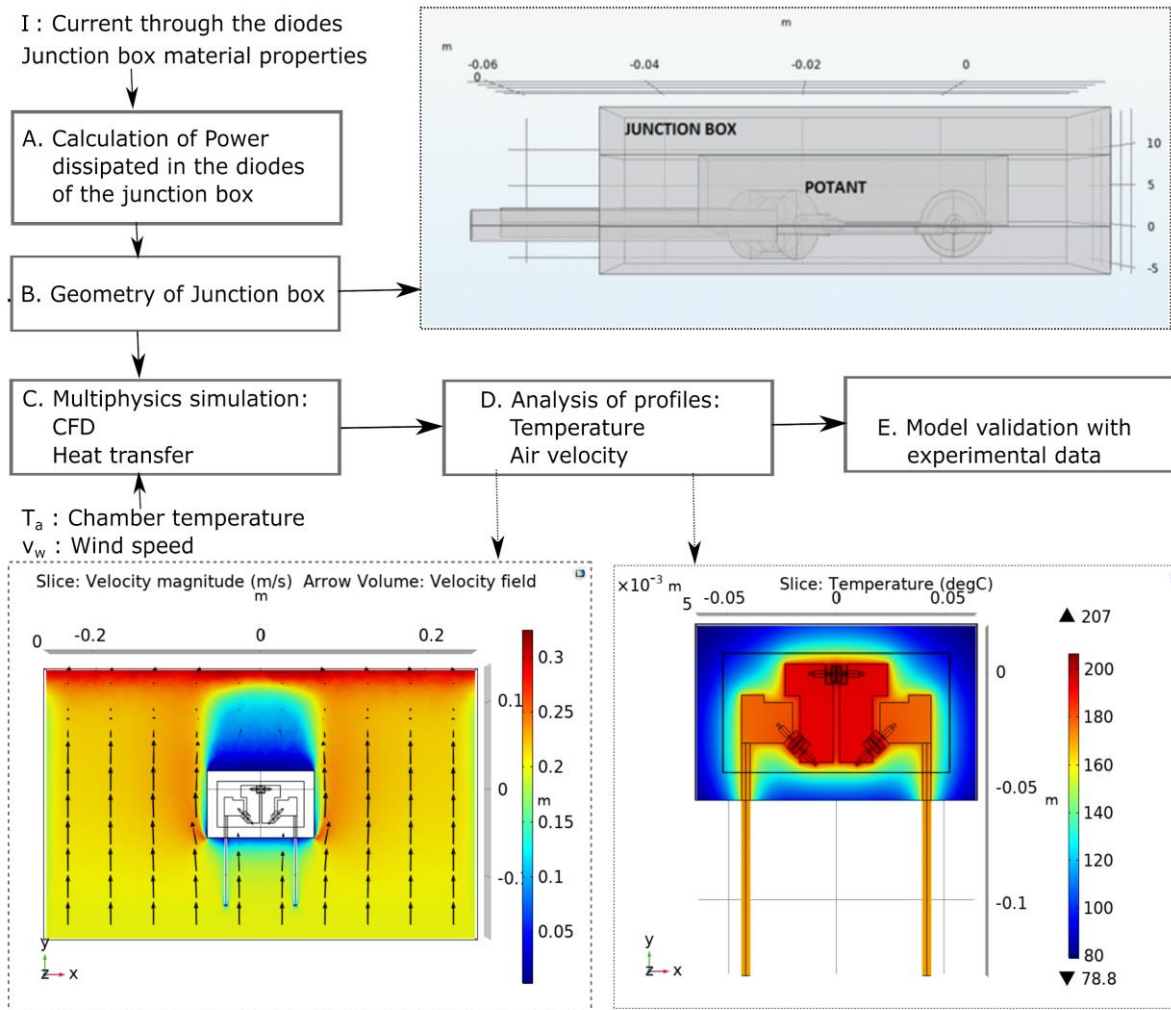 I : Current through the diodes
Junction box material properties
A. Calculation of Power
dissipated in the diodes
of the junction box
. B. Geometry of Junction box
m
m
-0.06
-0.04
-0.02
0
0
JUNCTION BOX
POTANT
10
5
0
-5
C. Multiphysics simulation:
CFD
Heat transfer
D. Analysis of profiles:
Temperature
Air velocity
E. Model validation with
experimental data
Tₐ : Chamber temperature
v_w : Wind speed
Slice: Velocity magnitude (m/s) Arrow Volume: Velocity field
m
0
-0.2
0
0.2
0.1
0
m
-0.1
0.3
0.25
0.2
0.15
0.1
0.05
y
z x
×10⁻³ m
Slice: Temperature (degC)
5
-0.05
0
0.05
0
-0.05
m
-0.1
▲ 207
200
180
160
140
120
100
80
▼ 78.8
y
z x